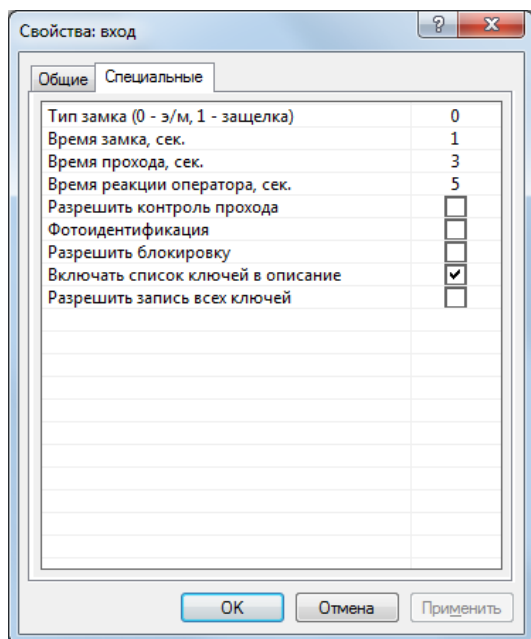 Свойства: вход
?
Общие
Специальные
Тип замка (0 - э/м, 1 - защелка) 0
Время замка, сек. 1
Время прохода, сек. 3
Время реакции оператора, сек. 5
Разрешить контроль прохода
Фотоидентификация
Разрешить блокировку
Включать список ключей в описание
Разрешить запись всех ключей
OK
Отмена
Применить